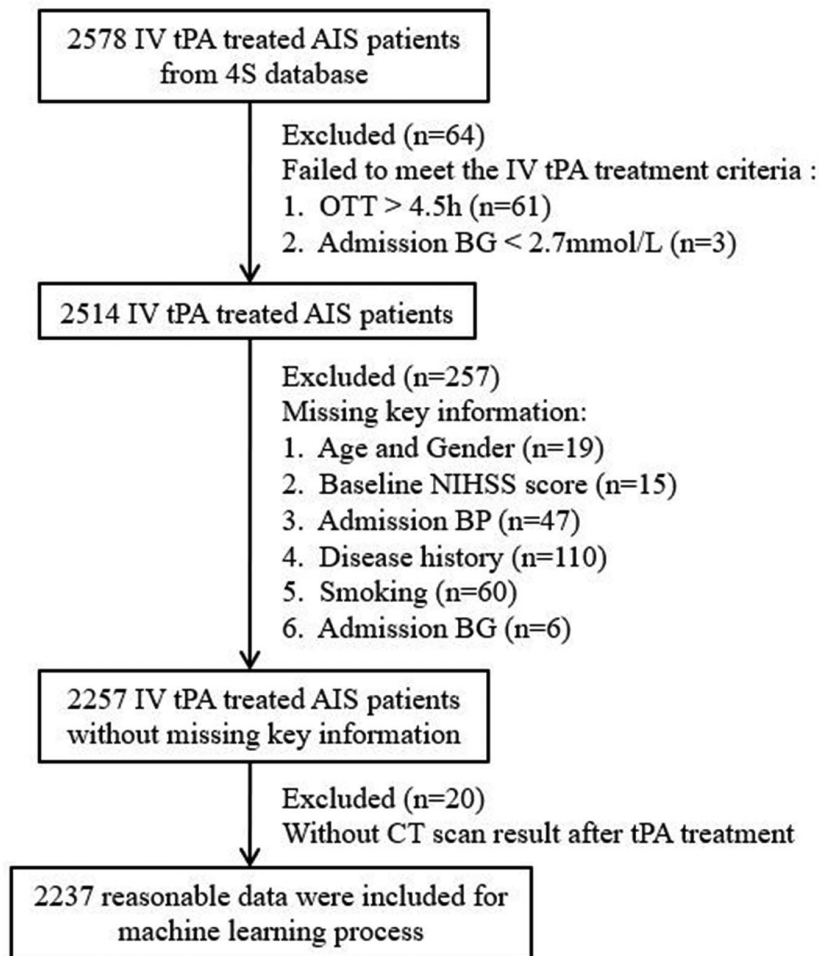 2578 IV tPA treated AIS patients
from 4S database
Excluded (n=64)
Failed to meet the IV tPA treatment criteria :
1. OTT > 4.5h (n=61)
2. Admission BG < 2.7mmol/L (n=3)
2514 IV tPA treated AIS patients
Excluded (n=257)
Missing key information:
1. Age and Gender (n=19)
2. Baseline NIHSS score (n=15)
3. Admission BP (n=47)
4. Disease history (n=110)
5. Smoking (n=60)
6. Admission BG (n=6)
2257 IV tPA treated AIS patients
without missing key information
Excluded (n=20)
Without CT scan result after tPA treatment
2237 reasonable data were included for
machine learning process